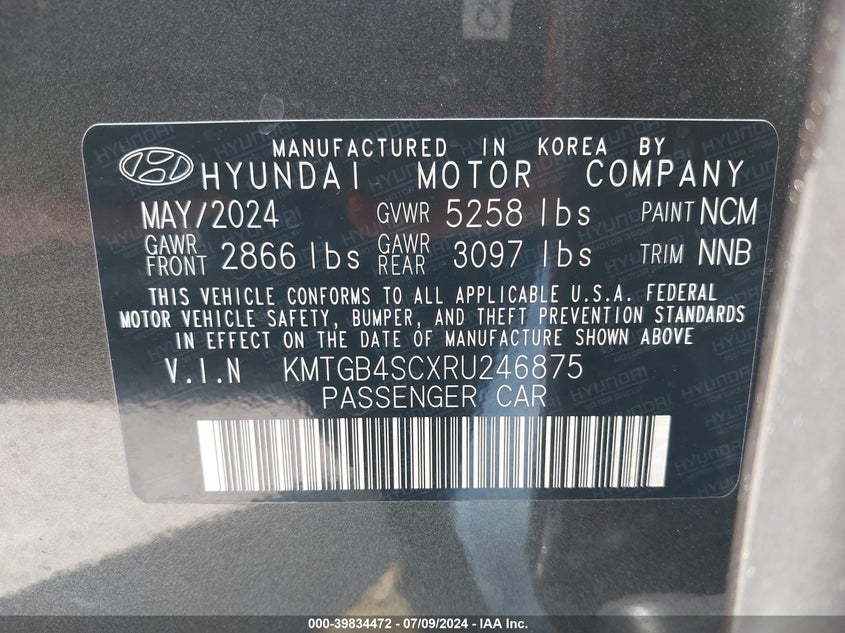 MANUFACTURED IN KOREA BY
HYUNDAI MOTOR COMPANY
MAY/2024 GVWR 5258 lbs PAINT NCM
GAWR FRONT 2866 lbs GAWR REAR 3097 lbs TRIM NNB
THIS VEHICLE CONFORMS TO ALL APPLICABLE U.S.A. FEDERAL
MOTOR VEHICLE SAFETY, BUMPER, AND THEFT PREVENTION STANDARDS
IN EFFECT ON THE DATE OF MANUFACTURE SHOWN ABOVE
V.I.N KMTGB4SCXRU246875
PASSENGER CAR
000-39834472 - 07/09/2024 - IAA Inc.